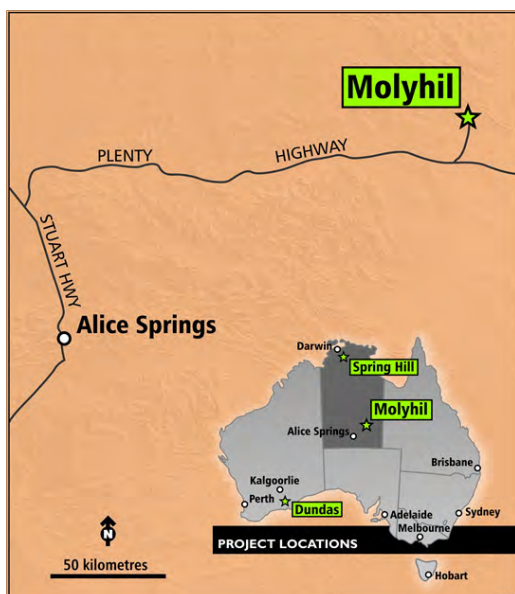 Molyhil
PLENTY HIGHWAY
STUART HWY
Alice Springs
Darwin
Spring Hill
Molyhil
Alice Springs
Brisbane
Kalgoorlie
Perth
Dundas
Adelaide
Sydney
Melbourne
PROJECT LOCATIONS
Hobart
N
50 kilometres